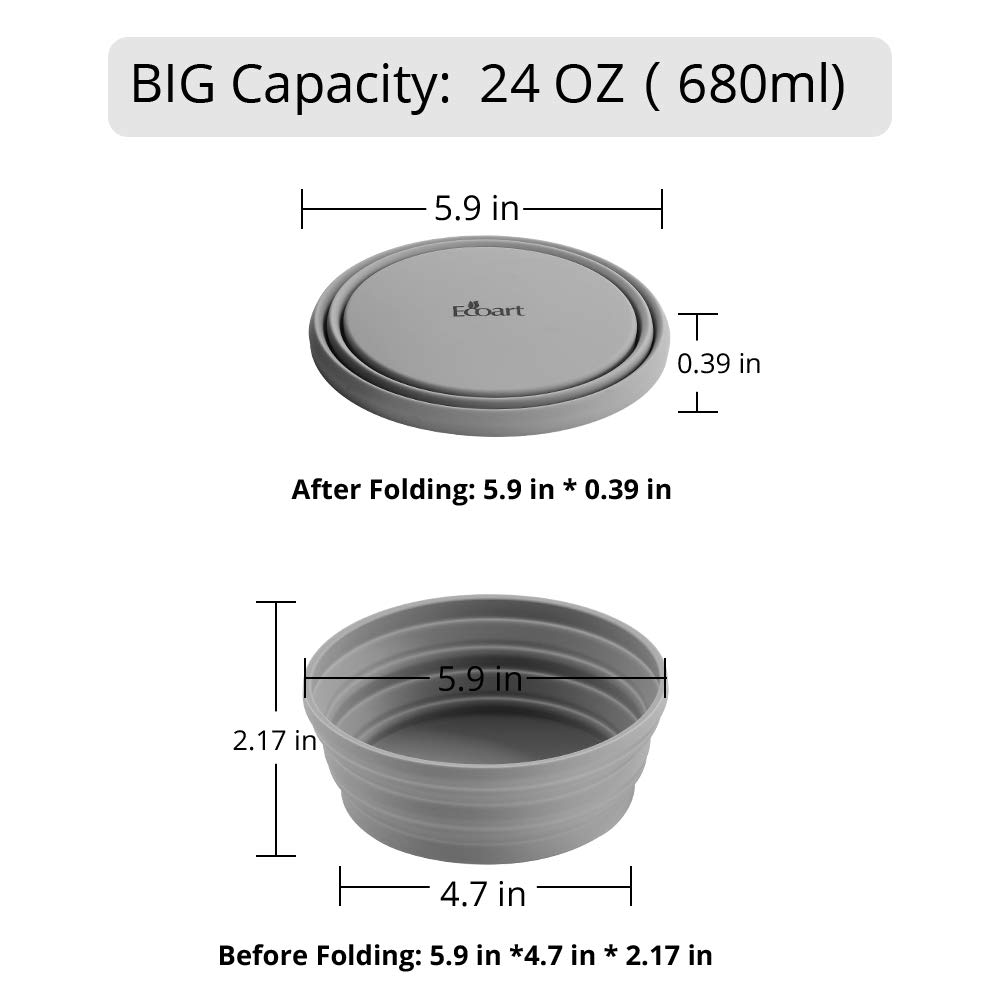 BIG Capacity: 24 OZ ( 680ml)
5.9 in
Ecoart
0.39 in
After Folding: 5.9 in * 0.39 in
5.9 in
2.17 in
4.7 in
Before Folding: 5.9 in *4.7 in * 2.17 in